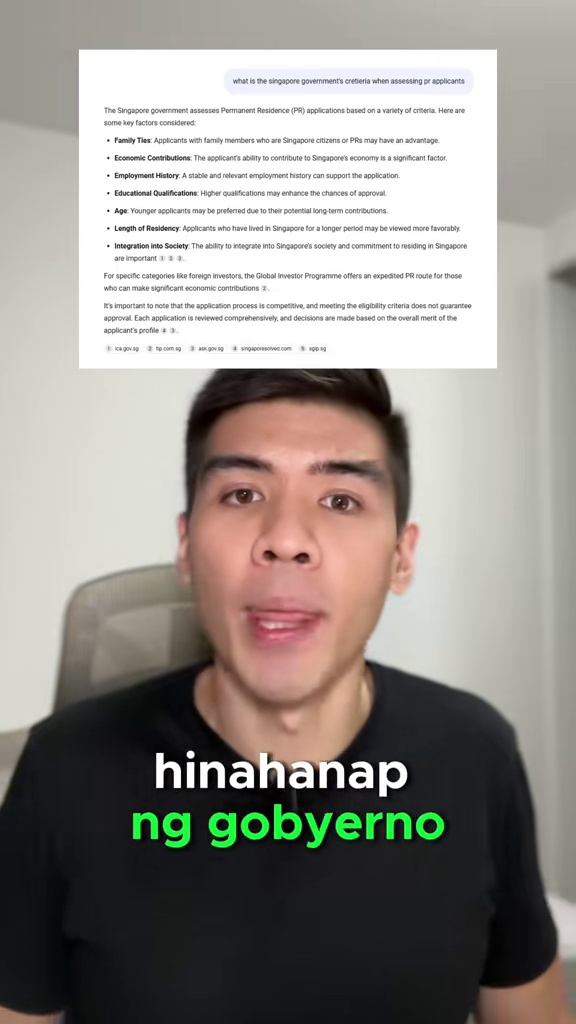 what is the singapore government's cretieria when assessing pr applicants
The Singapore government assesses Permanent Residence (PR) applications based on a variety of criteria. Here are
some key factors considered:
• Family Ties: Applicants with family members who are Singapore citizens or PRs may have an advantage.
• Economic Contributions: The applicant's ability to contribute to Singapore's economy is a significant factor.
• Employment History: A stable and relevant employment history can support the application.
• Educational Qualifications: Higher qualifications may enhance the chances of approval.
• Age: Younger applicants may be preferred due to their potential long-term contributions.
• Length of Residency: Applicants who have lived in Singapore for a longer period may be viewed more favorably.
• Integration into Society: The ability to integrate into Singapore's society and commitment to residing in Singapore
are important 1 2 3.
For specific categories like foreign investors, the Global Investor Programme offers an expedited PR route for those
who can make significant economic contributions 2.
It's important to note that the application process is competitive, and meeting the eligibility criteria does not guarantee
approval. Each application is reviewed comprehensively, and decisions are made based on the overall merit of the
applicant's profile 4 3.
1 ica.gov.sg 2 tip.com.sg 3 ask.gov.sg 4 singaporesolved.com 5 sgip.sg
hinahanap
ng gobyerno